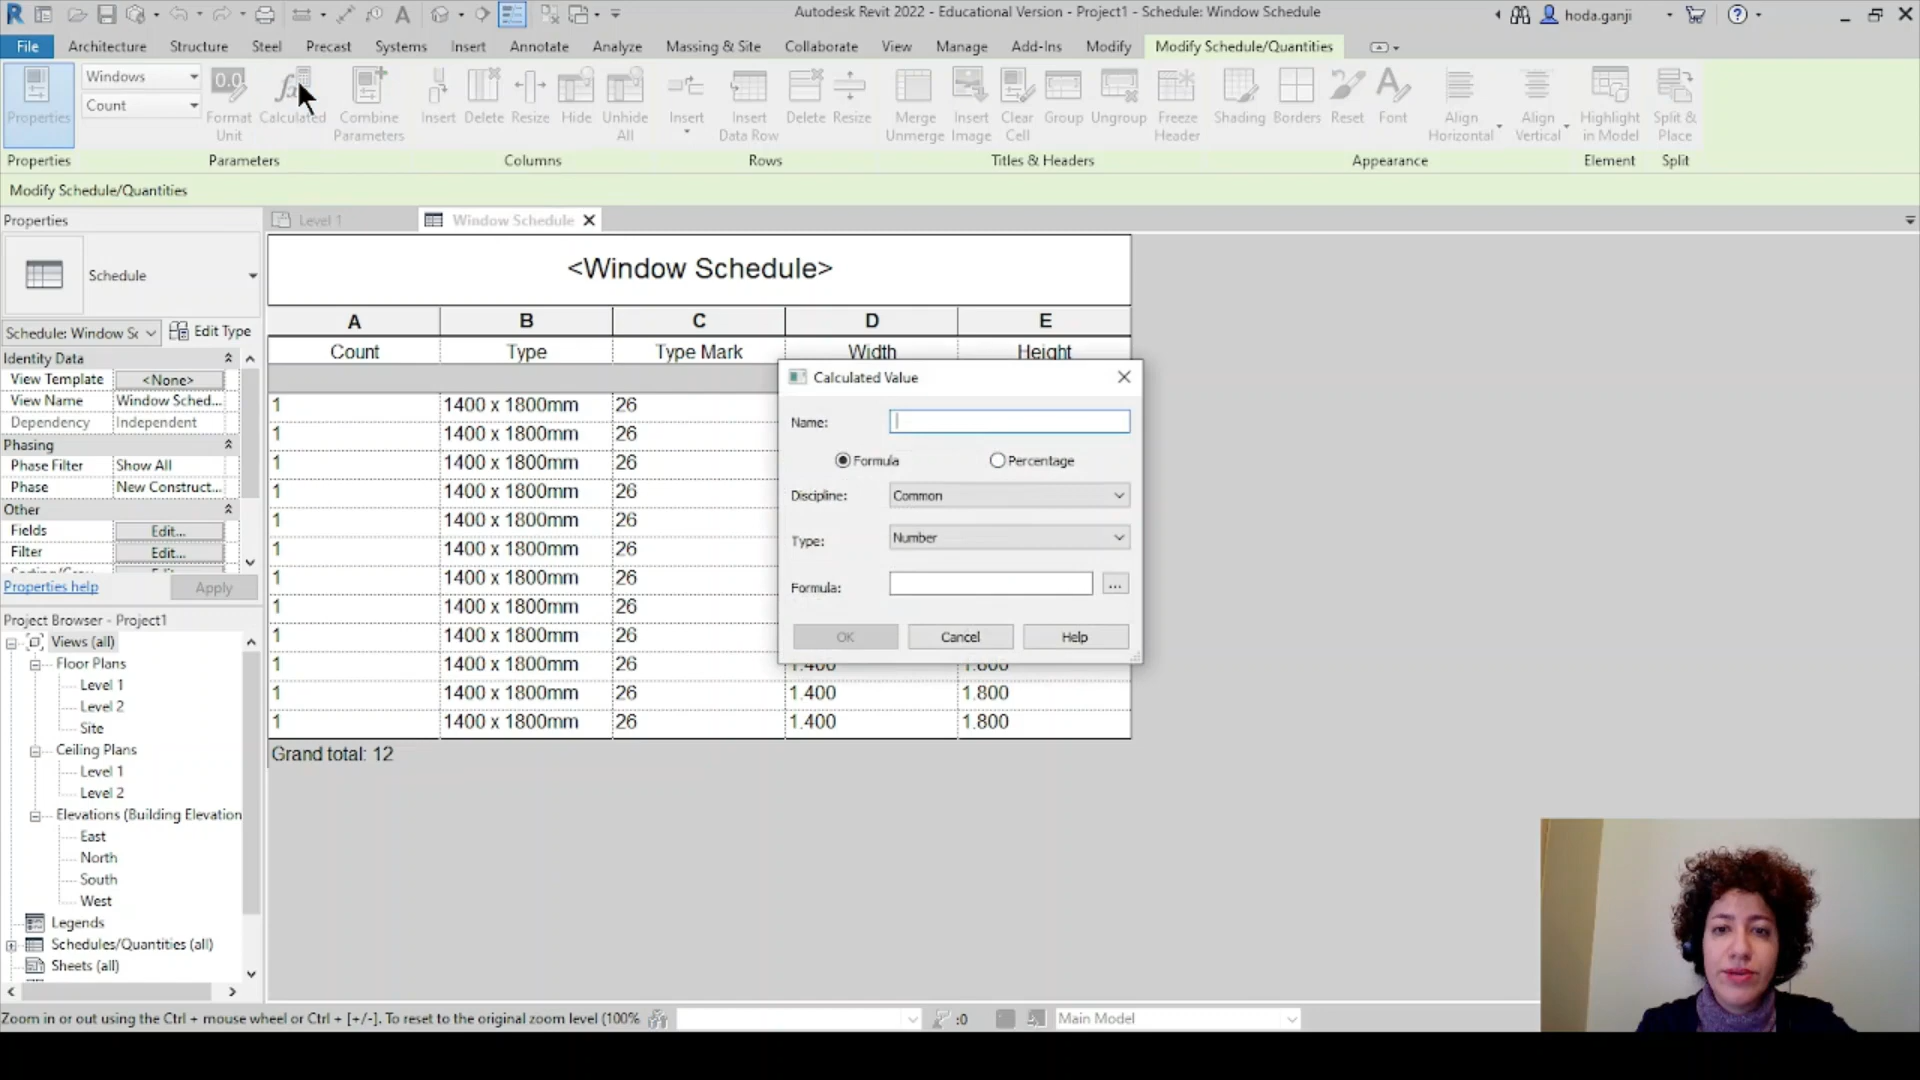 Autodesk Revit 2022 - Educational Version - Project1 - Schedule: Window Schedule
hoda.ganji
File Architecture Structure Steel Precast Systems Insert Annotate Analyze Massing & Site Collaborate View Manage Add-Ins Modify Modify Schedule/Quantities
Properties
Windows
Count
Format Unit
Calculated
Combine Parameters
Insert
Delete
Resize
Hide
Unhide All
Insert
Insert Data Row
Delete
Resize
Merge Unmerge
Insert Image
Clear Cell
Group
Ungroup
Freeze Header
Shading
Borders
Reset
Font
Align Horizontal
Align Vertical
Highlight in Model
Split & Place
Properties Parameters Columns Rows Titles & Headers Appearance Element Split
Modify Schedule/Quantities
Properties
Schedule
Schedule: Window Sc
Edit Type
Identity Data
View Template <None>
View Name Window Sched...
Dependency Independent
Phasing
Phase Filter Show All
Phase New Construct...
Other
Fields Edit...
Filter Edit...
Properties help
Apply
Project Browser - Project1
Views (all)
Floor Plans
Level 1
Level 2
Site
Ceiling Plans
Level 1
Level 2
Elevations (Building Elevation
East
North
South
West
Legends
Schedules/Quantities (all)
Sheets (all)
Level 1
Window Schedule
<Window Schedule>
A B C D E
Count Type Type Mark Width Height
1 1400 x 1800mm 26
1 1400 x 1800mm 26
1 1400 x 1800mm 26
1 1400 x 1800mm 26
1 1400 x 1800mm 26
1 1400 x 1800mm 26
1 1400 x 1800mm 26
1 1400 x 1800mm 26
1 1400 x 1800mm 26
1 1400 x 1800mm 26 1.400 1.800
1 1400 x 1800mm 26 1.400 1.800
1 1400 x 1800mm 26 1.400 1.800
Grand total: 12
Calculated Value
Name:
Formula Percentage
Discipline: Common
Type: Number
Formula: ...
OK Cancel Help
Zoom in or out using the Ctrl + mouse wheel or Ctrl + [+/-]. To reset to the original zoom level (100%
:0
Main Model